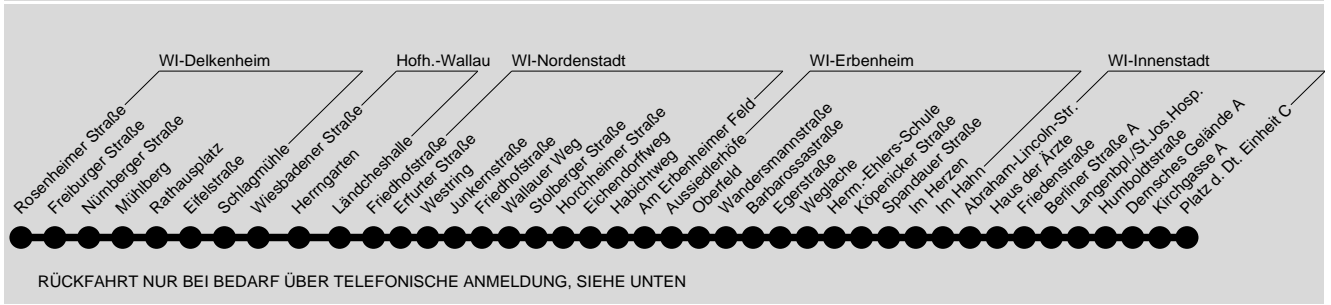 WI-Delkenheim
Hofh.-Wallau
WI-Nordenstadt
WI-Erbenheim
WI-Innenstadt
Rosenheimer Straße
Freiburger Straße
Nürnberger Straße
Mühlberg
Rathausplatz
Eifelstraße
Schlagmühle
Wiesbadener Straße
Herrngarten
Ländcheshalle
Friedhofstraße
Erfurter Straße
Westring
Junkernstraße
Friedhofstraße
Wallauer Weg
Stolberger Straße
Horchheimer Straße
Eichendorffweg
Habichtweg
Am Erbenheimer Feld
Aussiedlerhöfe
Oberfeld
Wandersmannstraße
Barbarossastraße
Egerstraße
Weglache
Herm.-Ehlers-Schule
Köpenicker Straße
Spandauer Straße
Im Herzen
Im Hahn
Abraham-Lincoln-Str.
Haus der Ärzte
Friedenstraße
Berliner Straße A
Langenbpl./St.Jos.Hosp.
Humboldtstraße
Dernsches Gelände A
Kirchgasse A
Platz d. Dt. Einheit C
RÜCKFAHRT NUR BEI BEDARF ÜBER TELEFONISCHE ANMELDUNG, SIEHE UNTEN